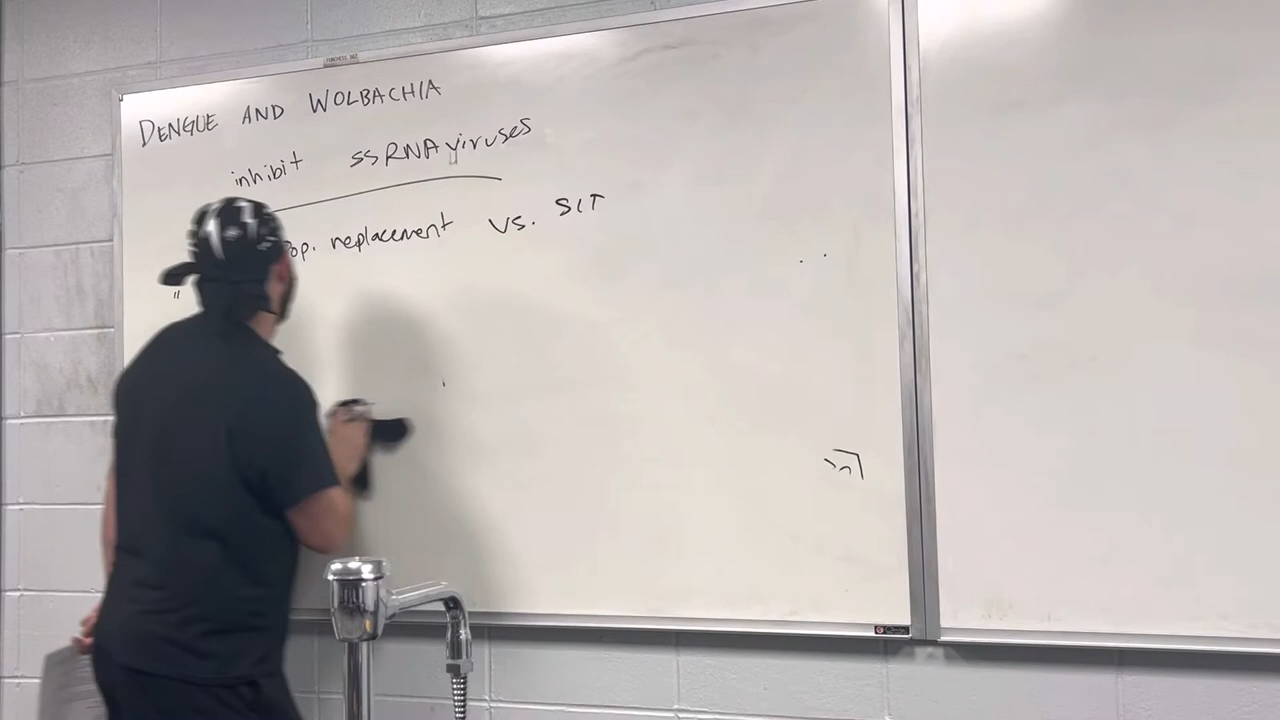 DENGUE AND WOLBACHIA
inhibit ssRNA viruses
Pop. replacement vs. SIT